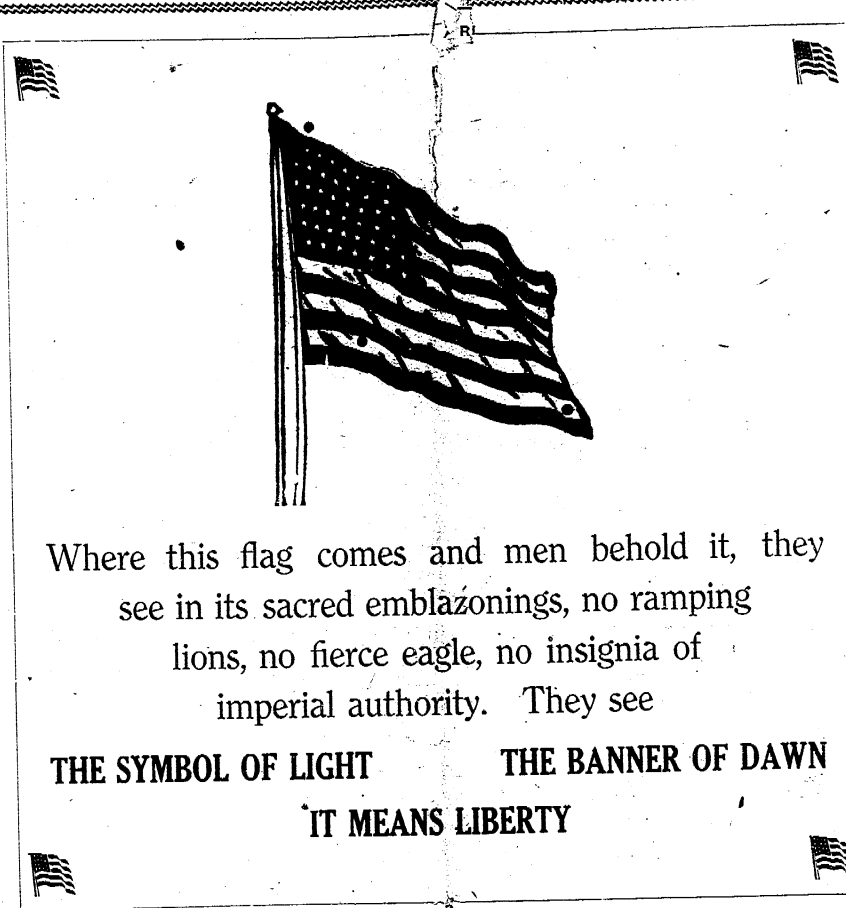 Where this flag comes and men behold it, they
see in its sacred emblazonings, no ramping
lions, no fierce eagle, no insignia of
imperial authority. They see
THE SYMBOL OF LIGHT THE BANNER OF DAWN
IT MEANS LIBERTY